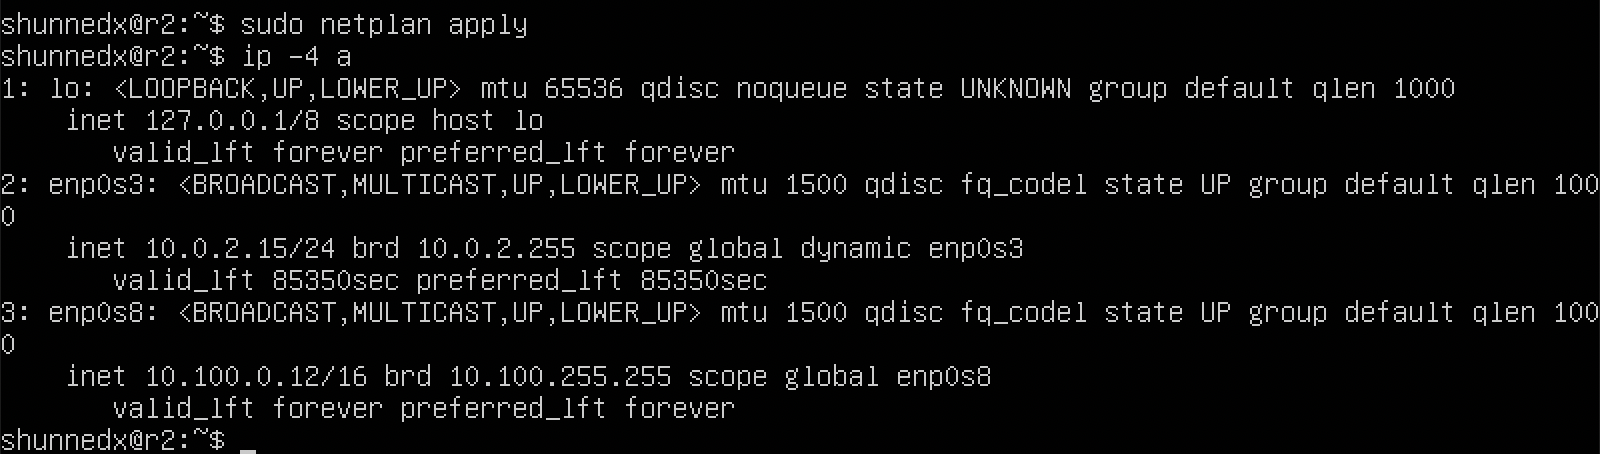 shunnedx@r2:~$ sudo netplan apply
shunnedx@r2:~$ ip -4 a
1: lo: <LOOPBACK,UP,LOWER_UP> mtu 65536 qdisc noqueue state UNKNOWN group default qlen 1000
    inet 127.0.0.1/8 scope host lo
       valid_lft forever preferred_lft forever
2: enp0s3: <BROADCAST,MULTICAST,UP,LOWER_UP> mtu 1500 qdisc fq_codel state UP group default qlen 100
0
    inet 10.0.2.15/24 brd 10.0.2.255 scope global dynamic enp0s3
       valid_lft 85350sec preferred_lft 85350sec
3: enp0s8: <BROADCAST,MULTICAST,UP,LOWER_UP> mtu 1500 qdisc fq_codel state UP group default qlen 100
0
    inet 10.100.0.12/16 brd 10.100.255.255 scope global enp0s8
       valid_lft forever preferred_lft forever
shunnedx@r2:~$